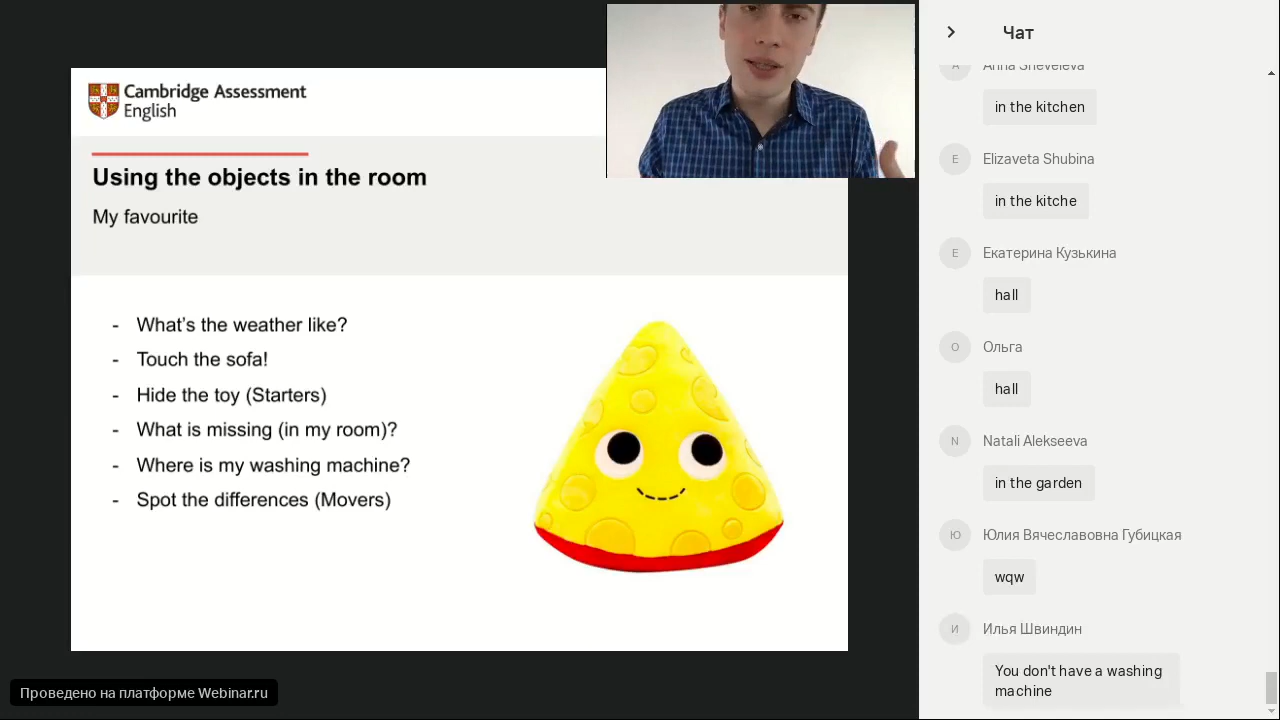 Cambridge Assessment
English
Using the objects in the room
My favourite
- What's the weather like?
- Touch the sofa!
- Hide the toy (Starters)
- What is missing (in my room)?
- Where is my washing machine?
- Spot the differences (Movers)
Проведено на платформе Webinar.ru
Чат
A
Anna Sheveleva
in the kitchen
E
Elizaveta Shubina
in the kitche
Е
Екатерина Кузькина
hall
О
Ольга
hall
N
Natali Alekseeva
in the garden
Ю
Юлия Вячеславовна Губицкая
wqw
И
Илья Швиндин
You don't have a washing
machine